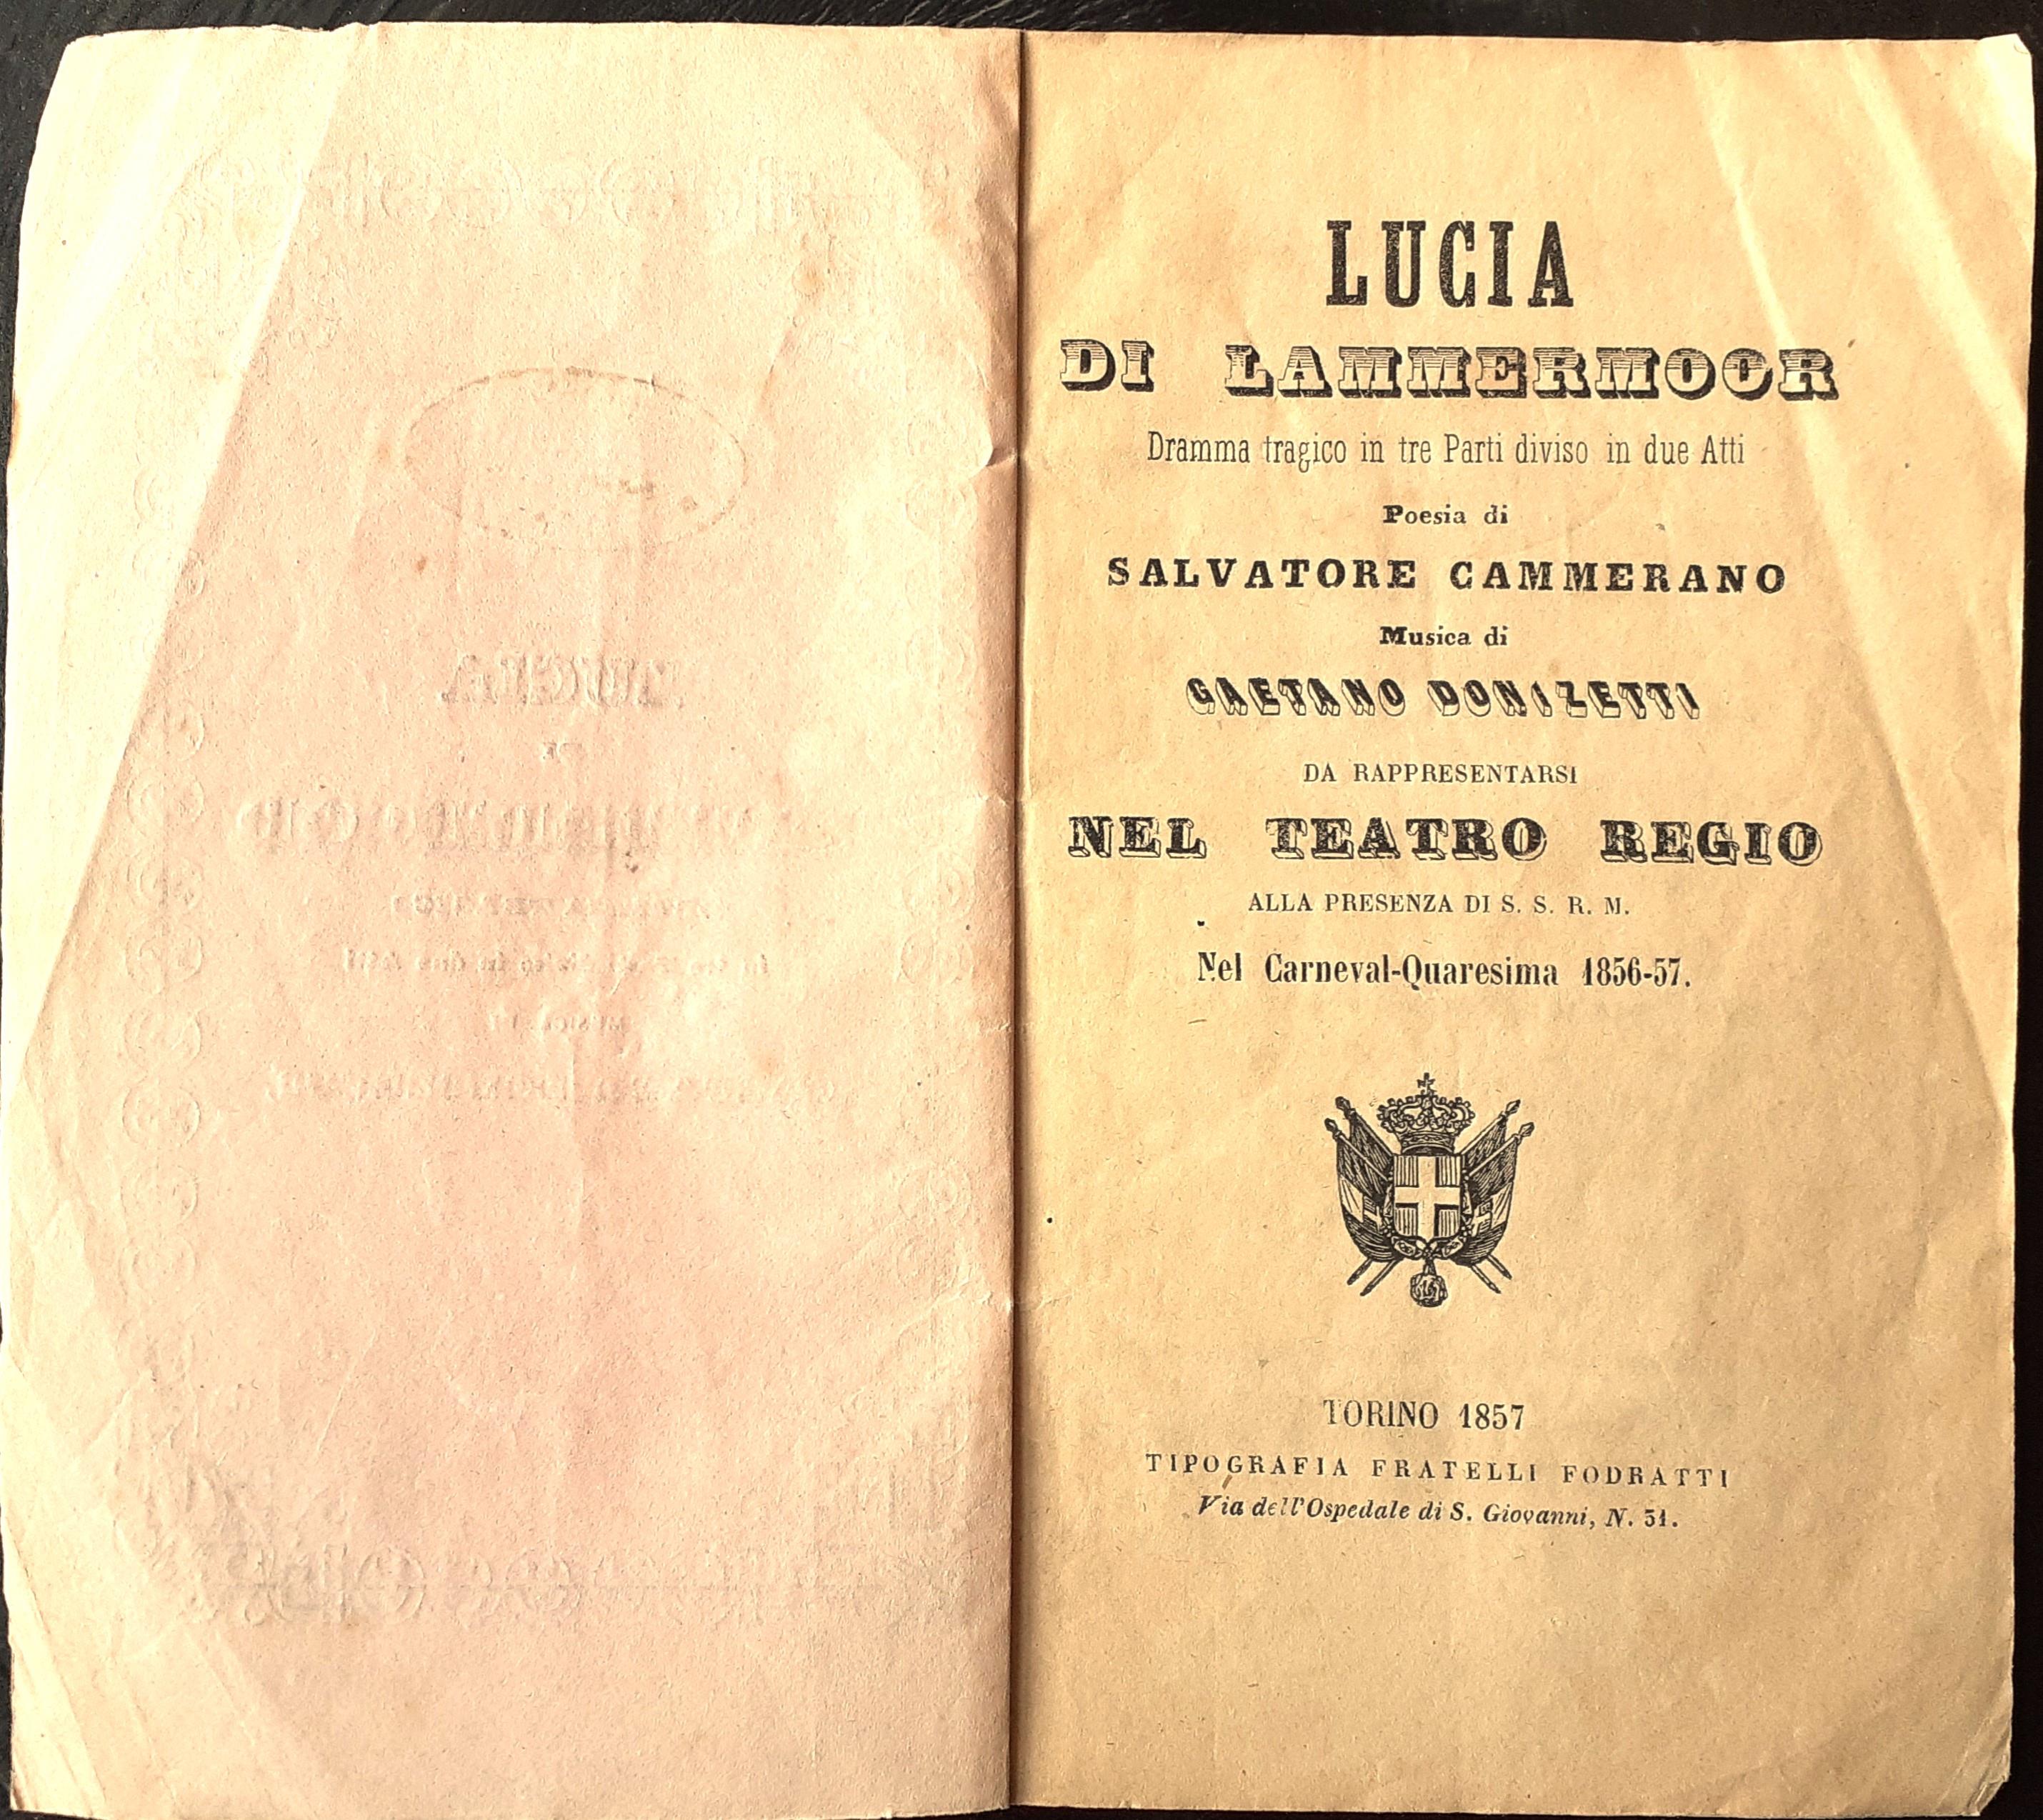 LUCIA
DI LAMMERMOOR
Dramma tragico in tre Parti diviso in due Atti
Poesia di
SALVATORE CAMMERANO
Musica di
GAETANO DONIZETTI
DA RAPPRESENTARSI
NEL TEATRO REGIO
ALLA PRESENZA DI S. S. R. M.
Nel Carneval-Quaresima 1856-57.
TORINO 1857
TIPOGRAFIA FRATELLI FODRATTI
Via dell'Ospedale di S. Giovanni, N. 31.